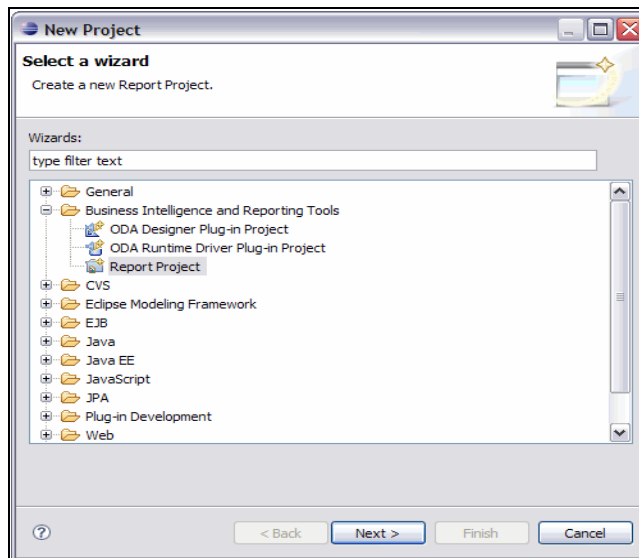 New Project
Select a wizard
Create a new Report Project.
Wizards:
type filter text
General
Business Intelligence and Reporting Tools
ODA Designer Plug-in Project
ODA Runtime Driver Plug-in Project
Report Project
CVS
Eclipse Modeling Framework
EJB
Java
Java EE
JavaScript
JPA
Plug-in Development
Web
? < Back Next > Finish Cancel